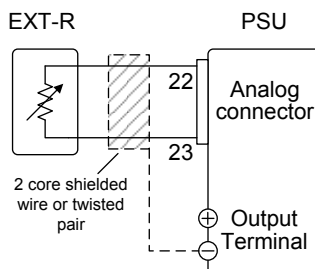 EXT-R
PSU
22
Analog
connector
23
2 core shielded
wire or twisted
pair
Output
Terminal